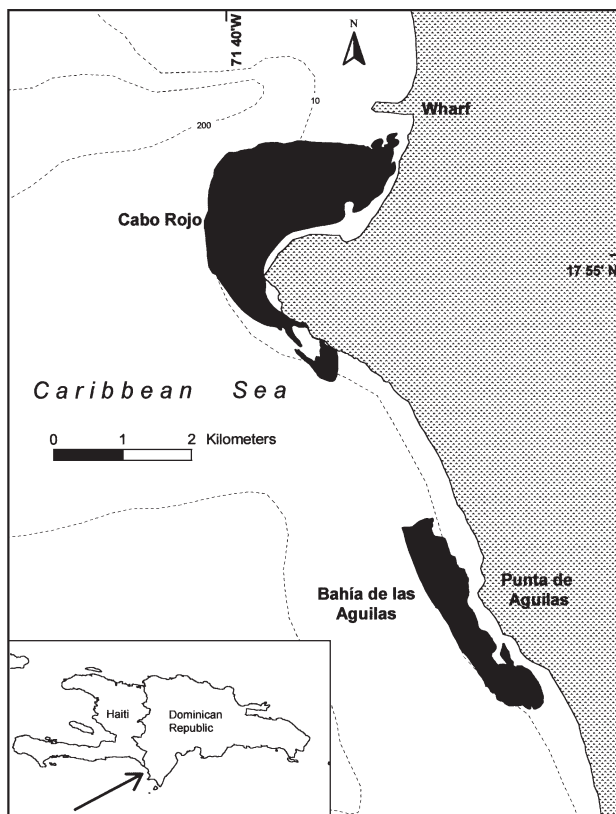 71 40'W
N
10
200
Wharf
Cabo Rojo
17 55' N
Caribbean Sea
0 1 2 Kilometers
Bahía de las
Aguilas
Punta de
Aguilas
Haiti
Dominican
Republic